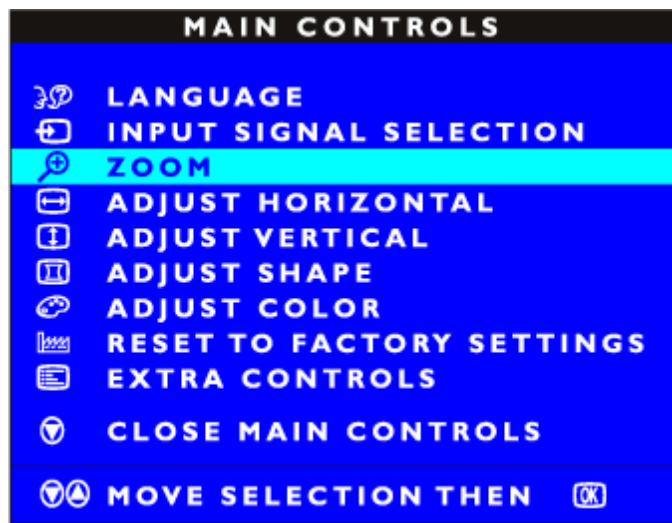 MAIN CONTROLS
LANGUAGE
INPUT SIGNAL SELECTION
ZOOM
ADJUST HORIZONTAL
ADJUST VERTICAL
ADJUST SHAPE
ADJUST COLOR
RESET TO FACTORY SETTINGS
EXTRA CONTROLS
CLOSE MAIN CONTROLS
MOVE SELECTION THEN OK